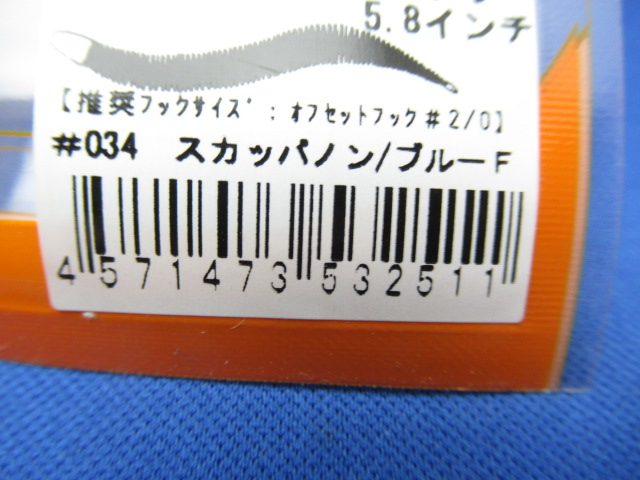 5.8インチ
【推奨フックサイズ：オフセットフック#2/0】
#034 スカッパノン/ブルーF
4571473532511